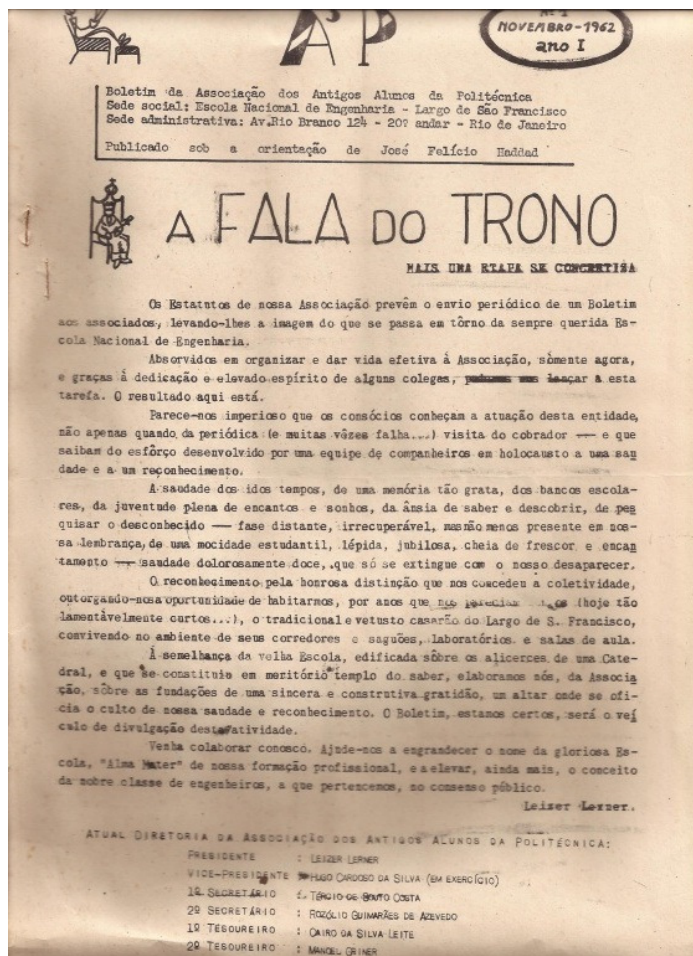 A³P
Nº 1
NOVEMBRO-1962
ano I
Boletim da Associação dos Antigos Alunos da Politécnica
Sede social: Escola Nacional de Engenharia - Largo de São Francisco
Sede administrativa: Av.Rio Branco 124 - 20º andar - Rio de Janeiro
Publicado sob a orientação de José Felício Haddad
A FALA DO TRONO
MAIS UMA ETAPA SE CONCRETIZA
Os Estatutos de nossa Associação prevêm o envio periódico de um Boletim
aos associados, levando-lhes a imagem do que se passa em tôrno da sempre querida Es-
cola Nacional de Engenharia.
Absorvidos em organizar e dar vida efetiva à Associação, sòmente agora,
e graças à dedicação e elevado espírito de alguns colegas, lançar a esta
tarefa. O resultado aqui está.
Parece-nos imperioso que os consócios conheçam a atuação desta entidade,
não apenas quando da periódica (e muitas vêzes falha...) visita do cobrador — e que
saibam do esfôrço desenvolvido por uma equipe de companheiros em holocausto a uma sau
dade e a um reconhecimento.
A saudade dos idos tempos, de uma memória tão grata, dos bancos escola-
res, da juventude plena de encantos e sonhos, da ânsia de saber e descobrir, de pes
quisar o desconhecido — fase distante, irrecuperável, masnão menos presente em nos-
sa lembrança, de uma mocidade estudantil, lépida, jubilosa, cheia de frescor e encan
tamento — saudade dolorosamente doce, que só se extingue com o nosso desaparecer.
O reconhecimento pela honrosa distinção que nos concedeu a coletividade,
outorgando-nosa oportunidade de habitarmos, por anos que nos (hoje tão
lamentàvelmente curtos...), o tradicional e vetusto casarão do Largo de S. Francisco,
convivendo no ambiente de seus corredores e saguões, laboratórios e salas de aula.
À semelhança da velha Escola, edificada sôbre os alicerces de uma Cate-
dral, e que se constituiu em meritório templo do saber, elaboramos nós, da Associa
ção, sôbre as fundações de uma sincera e construtiva gratidão, um altar onde se ofi-
cia o culto de nossa saudade e reconhecimento. O Boletim, estamos certos, será o veí
culo de divulgação desta atividade.
Venha colaborar conosco. Ajude-nos a engrandecer o nome da gloriosa Es-
cola, "Alma Mater" de nossa formação profissional, e a elevar, ainda mais, o conceito
da nobre classe de engenheiros, a que pertencemos, no consenso público.
Leizer Lerner.
ATUAL DIRETORIA DA ASSOCIAÇÃO DOS ANTIGOS ALUNOS DA POLITÉCNICA:
PRESIDENTE : LEIZER LERNER
VICE-PRESIDENTE : HUGO CARDOSO DA SILVA (EM EXERCÍCIO)
1º SECRETÁRIO : TÉRCIO DE SOUTO COSTA
2º SECRETÁRIO : ROZÓLIO GUIMARÃES DE AZEVEDO
1º TESOUREIRO : CAIRO DA SILVA LEITE
2º TESOUREIRO : MANOEL GRINER